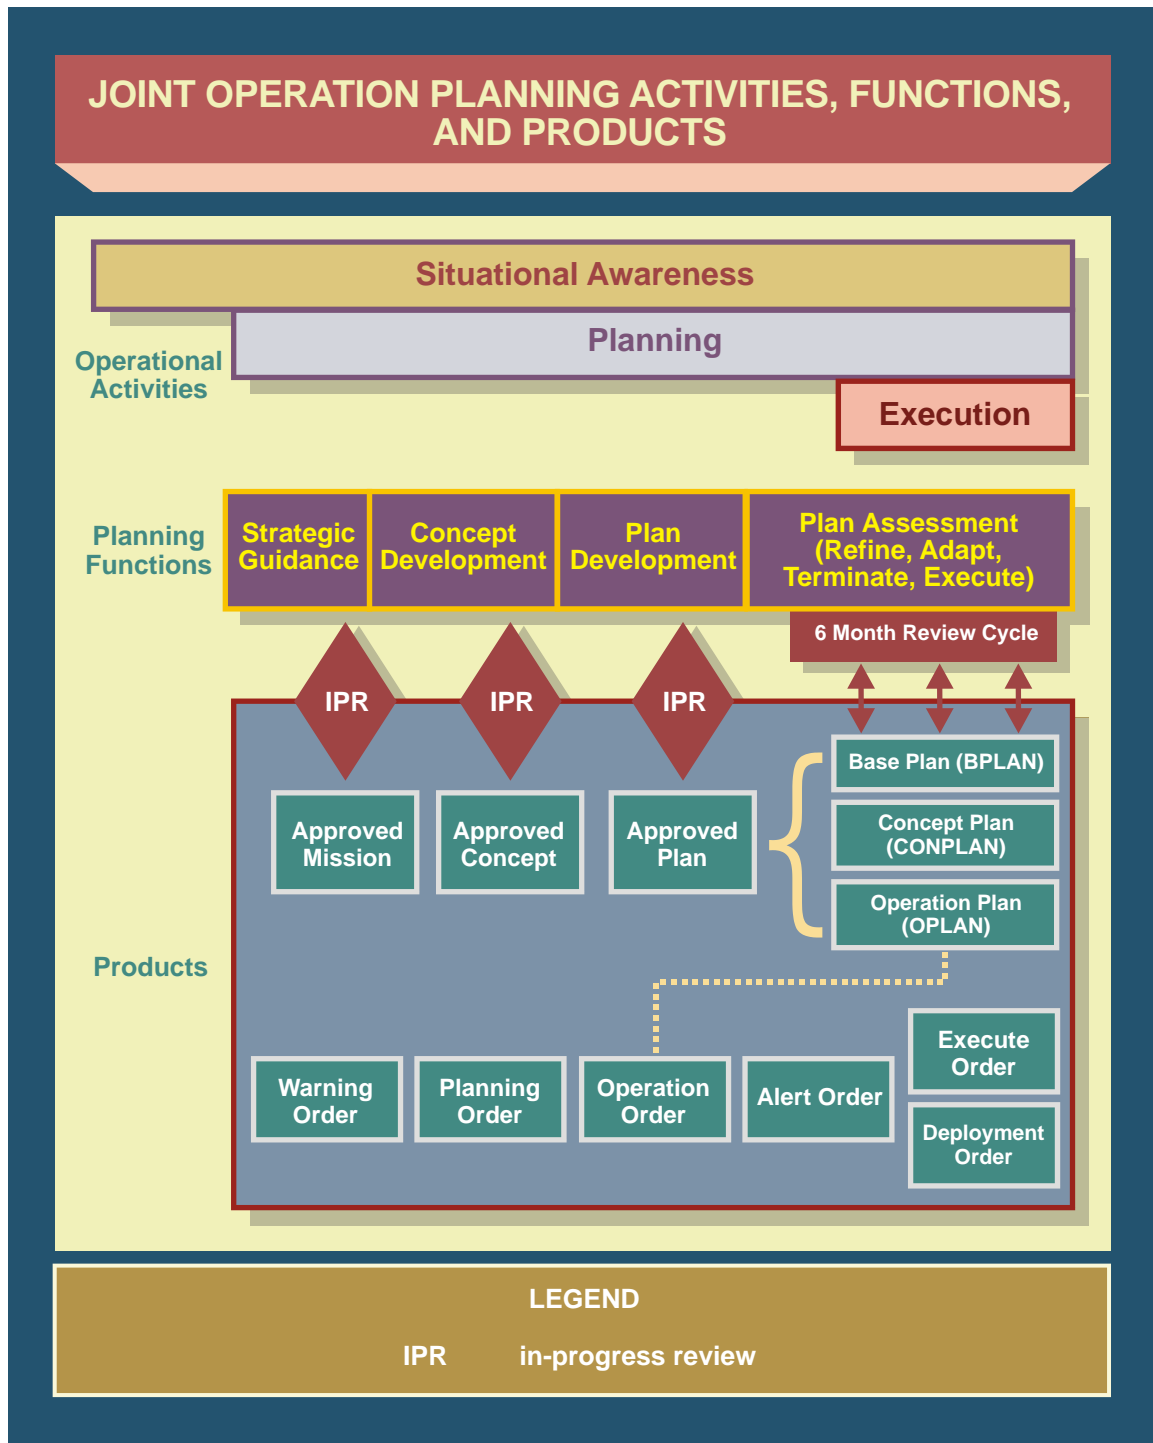 JOINT OPERATION PLANNING ACTIVITIES, FUNCTIONS,
AND PRODUCTS
Situational Awareness
Planning
Operational
Activities
Execution
Planning
Functions
Strategic
Guidance
Concept
Development
Plan
Development
Plan Assessment
(Refine, Adapt,
Terminate, Execute)
6 Month Review Cycle
IPR
IPR
IPR
Products
Approved
Mission
Approved
Concept
Approved
Plan
Base Plan (BPLAN)
Concept Plan
(CONPLAN)
Operation Plan
(OPLAN)
Warning
Order
Planning
Order
Operation
Order
Alert Order
Execute
Order
Deployment
Order
LEGEND
IPR in-progress review